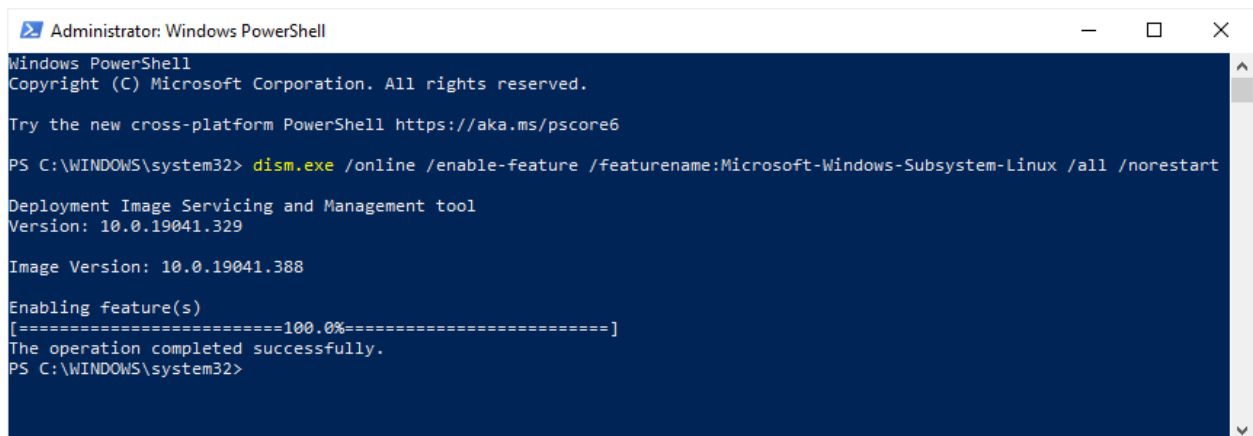 Administrator: Windows PowerShell
Windows PowerShell
Copyright (C) Microsoft Corporation. All rights reserved.
Try the new cross-platform PowerShell https://aka.ms/pscore6
PS C:\WINDOWS\system32> dism.exe /online /enable-feature /featurename:Microsoft-Windows-Subsystem-Linux /all /norestart
Deployment Image Servicing and Management tool
Version: 10.0.19041.329
Image Version: 10.0.19041.388
Enabling feature(s)
[==========================100.0%==========================]
The operation completed successfully.
PS C:\WINDOWS\system32>